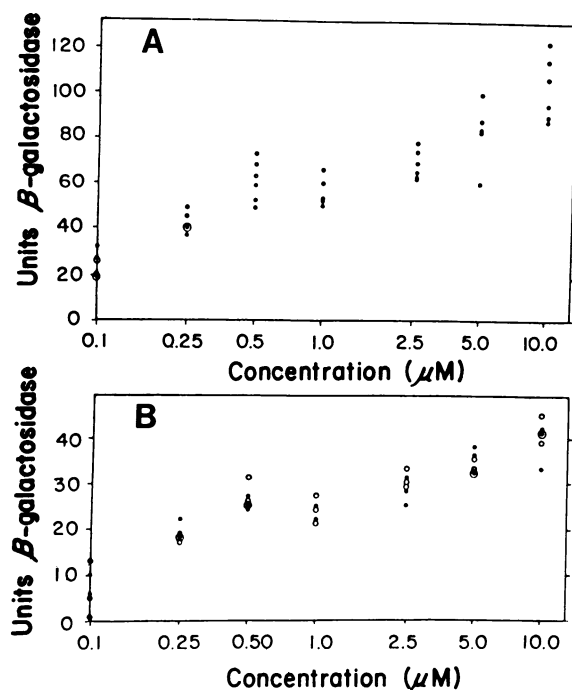 A
Units β-galactosidase
120
100
80
60
40
20
0
0.1 0.25 0.5 1.0 2.5 5.0 10.0
Concentration (μM)
B
Units β-galactosidase
40
30
20
10
0
0.1 0.25 0.50 1.0 2.5 5.0 10.0
Concentration (μM)